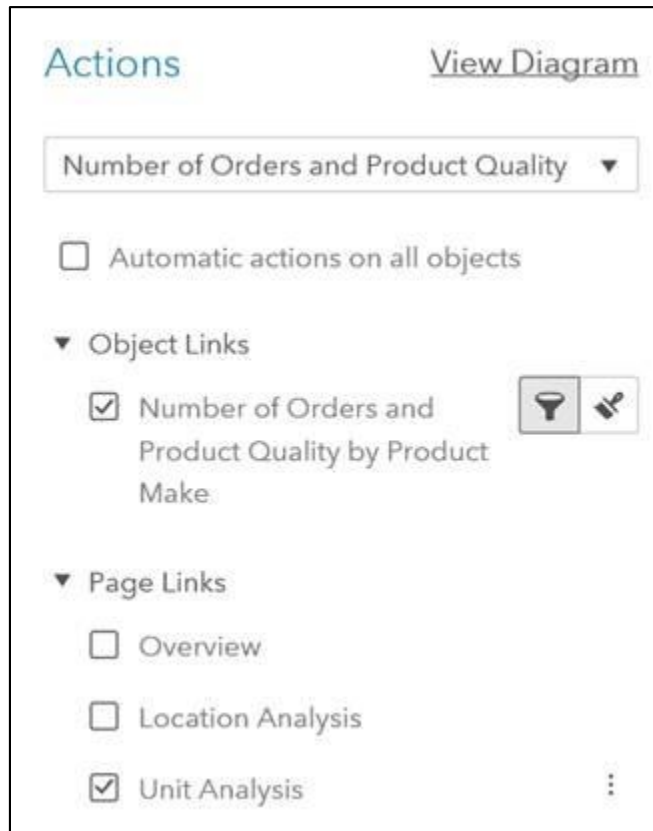 Actions
View Diagram
Number of Orders and Product Quality
Automatic actions on all objects
Object Links
Number of Orders and
Product Quality by Product
Make
Page Links
Overview
Location Analysis
Unit Analysis